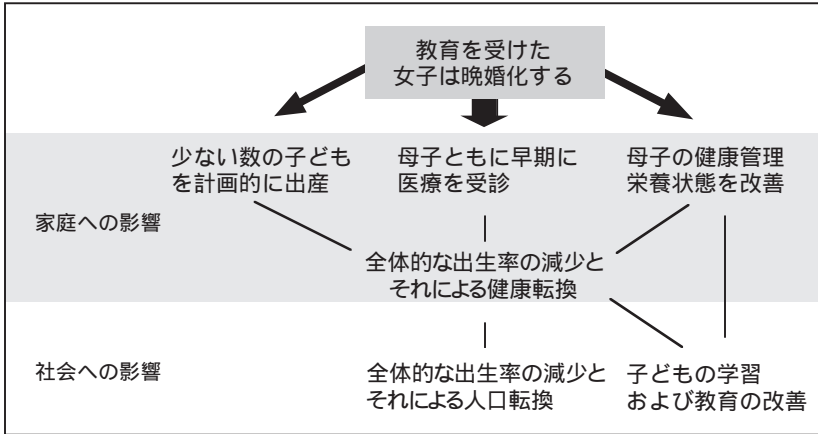 教育を受けた
女子は晩婚化する
少ない数の子ども
を計画的に出産
母子ともに早期に
医療を受診
母子の健康管理
栄養状態を改善
家庭への影響
全体的な出生率の減少と
それによる健康転換
社会への影響
全体的な出生率の減少と
それによる人口転換
子どもの学習
および教育の改善